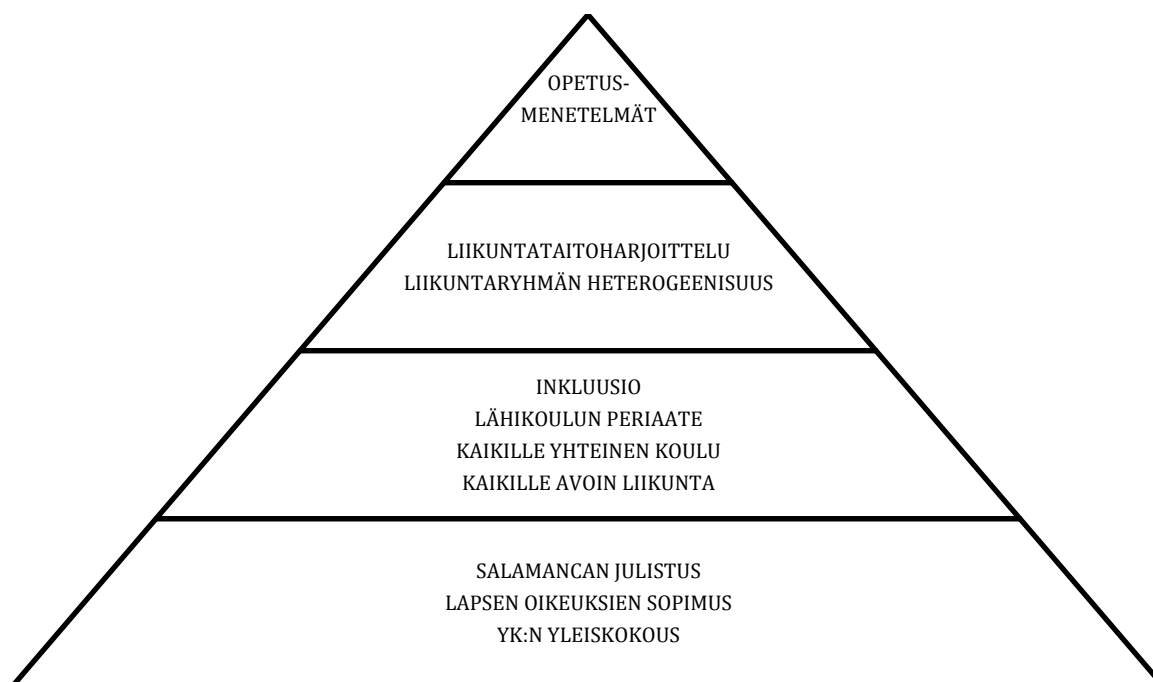 OPETUS-
MENETELMÄT
LIIKUNTATAITOHARJOITTELU
LIIKUNTARYHMÄN HETEROGEENISUUS
INKLUUSIO
LÄHIKOULUN PERIAATE
KAIKILLE YHTEINEN KOULU
KAIKILLE AVOIN LIIKUNTA
SALAMANCAN JULISTUS
LAPSEN OIKEUKSIEN SOPIMUS
YK:N YLEISKOKOUS